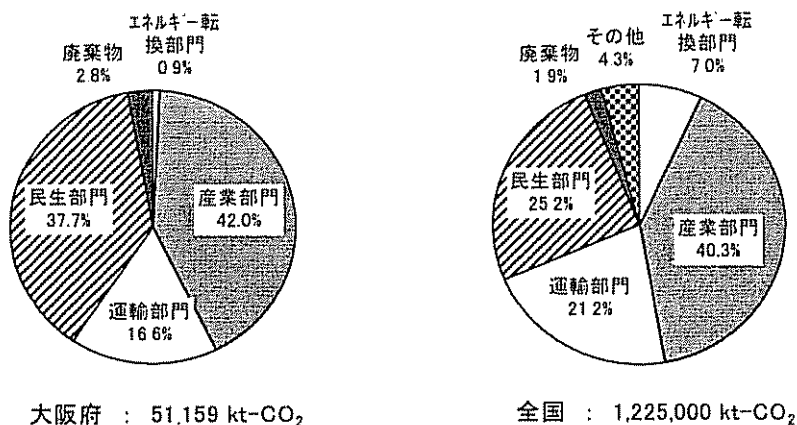 エネルギー転
換部門
0.9%
廃棄物
2.8%
民生部門
37.7%
産業部門
42.0%
運輸部門
16.6%
大阪府 : 51,159 kt-CO₂
エネルギー転
換部門
7.0%
その他
4.3%
廃棄物
1.9%
民生部門
25.2%
産業部門
40.3%
運輸部門
21.2%
全国 : 1,225,000 kt-CO₂